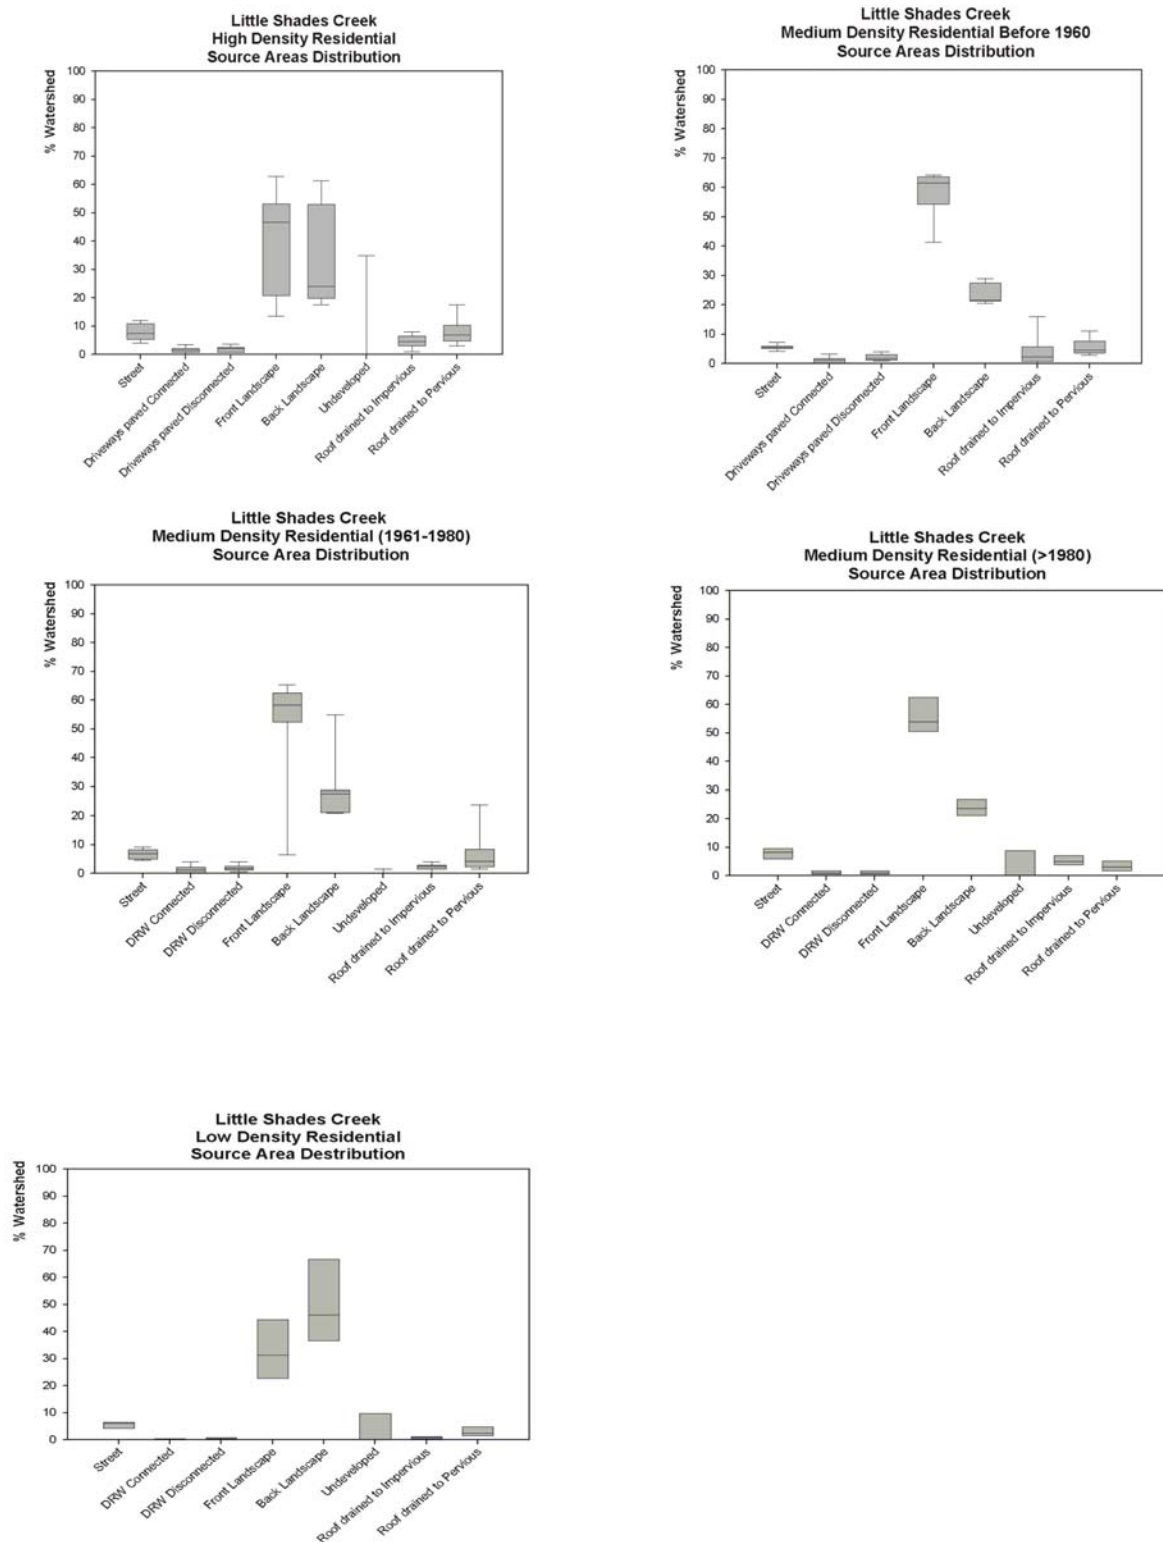 Little Shades Creek
High Density Residential
Source Areas Distribution
% Watershed
100
90
80
70
60
50
40
30
20
10
0
Street
Driveways paved Connected
Driveways paved Disconnected
Front Landscape
Back Landscape
Undeveloped
Roof drained to Impervious
Roof drained to Pervious
Little Shades Creek
Medium Density Residential Before 1960
Source Areas Distribution
% Watershed
100
90
80
70
60
50
40
30
20
10
0
Street
Driveways paved Connected
Driveways paved Disconnected
Front Landscape
Back Landscape
Roof drained to Impervious
Roof drained to Pervious
Little Shades Creek
Medium Density Residential (1961-1980)
Source Area Distribution
% Watershed
100
90
80
70
60
50
40
30
20
10
0
Street
DRW Connected
DRW Disconnected
Front Landscape
Back Landscape
Undeveloped
Roof drained to Impervious
Roof drained to Pervious
Little Shades Creek
Medium Density Residential (>1980)
Source Area Distribution
% Watershed
100
90
80
70
60
50
40
30
20
10
0
Street
DRW Connected
DRW Disconnected
Front Landscape
Back Landscape
Undeveloped
Roof drained to Impervious
Roof drained to Pervious
Little Shades Creek
Low Density Residential
Source Area Destribution
% Watershed
100
90
80
70
60
50
40
30
20
10
0
Street
DRW Connected
DRW Disconnected
Front Landscape
Back Landscape
Undeveloped
Roof drained to Impervious
Roof drained to Pervious